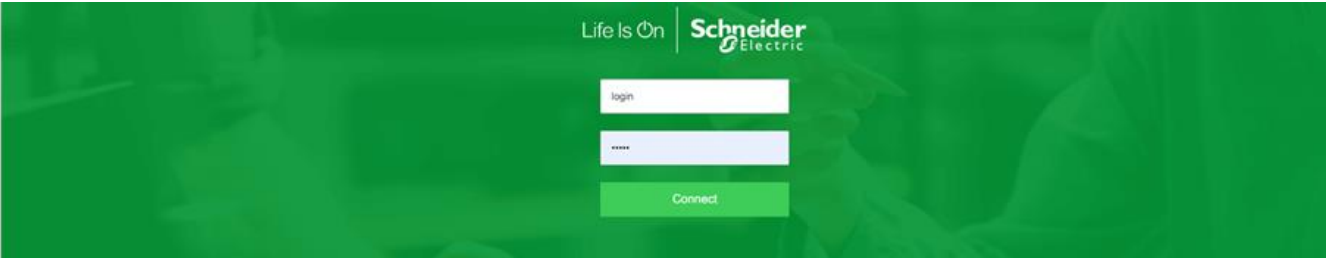 Life Is On | Schneider Electric
login
•••••
Connect